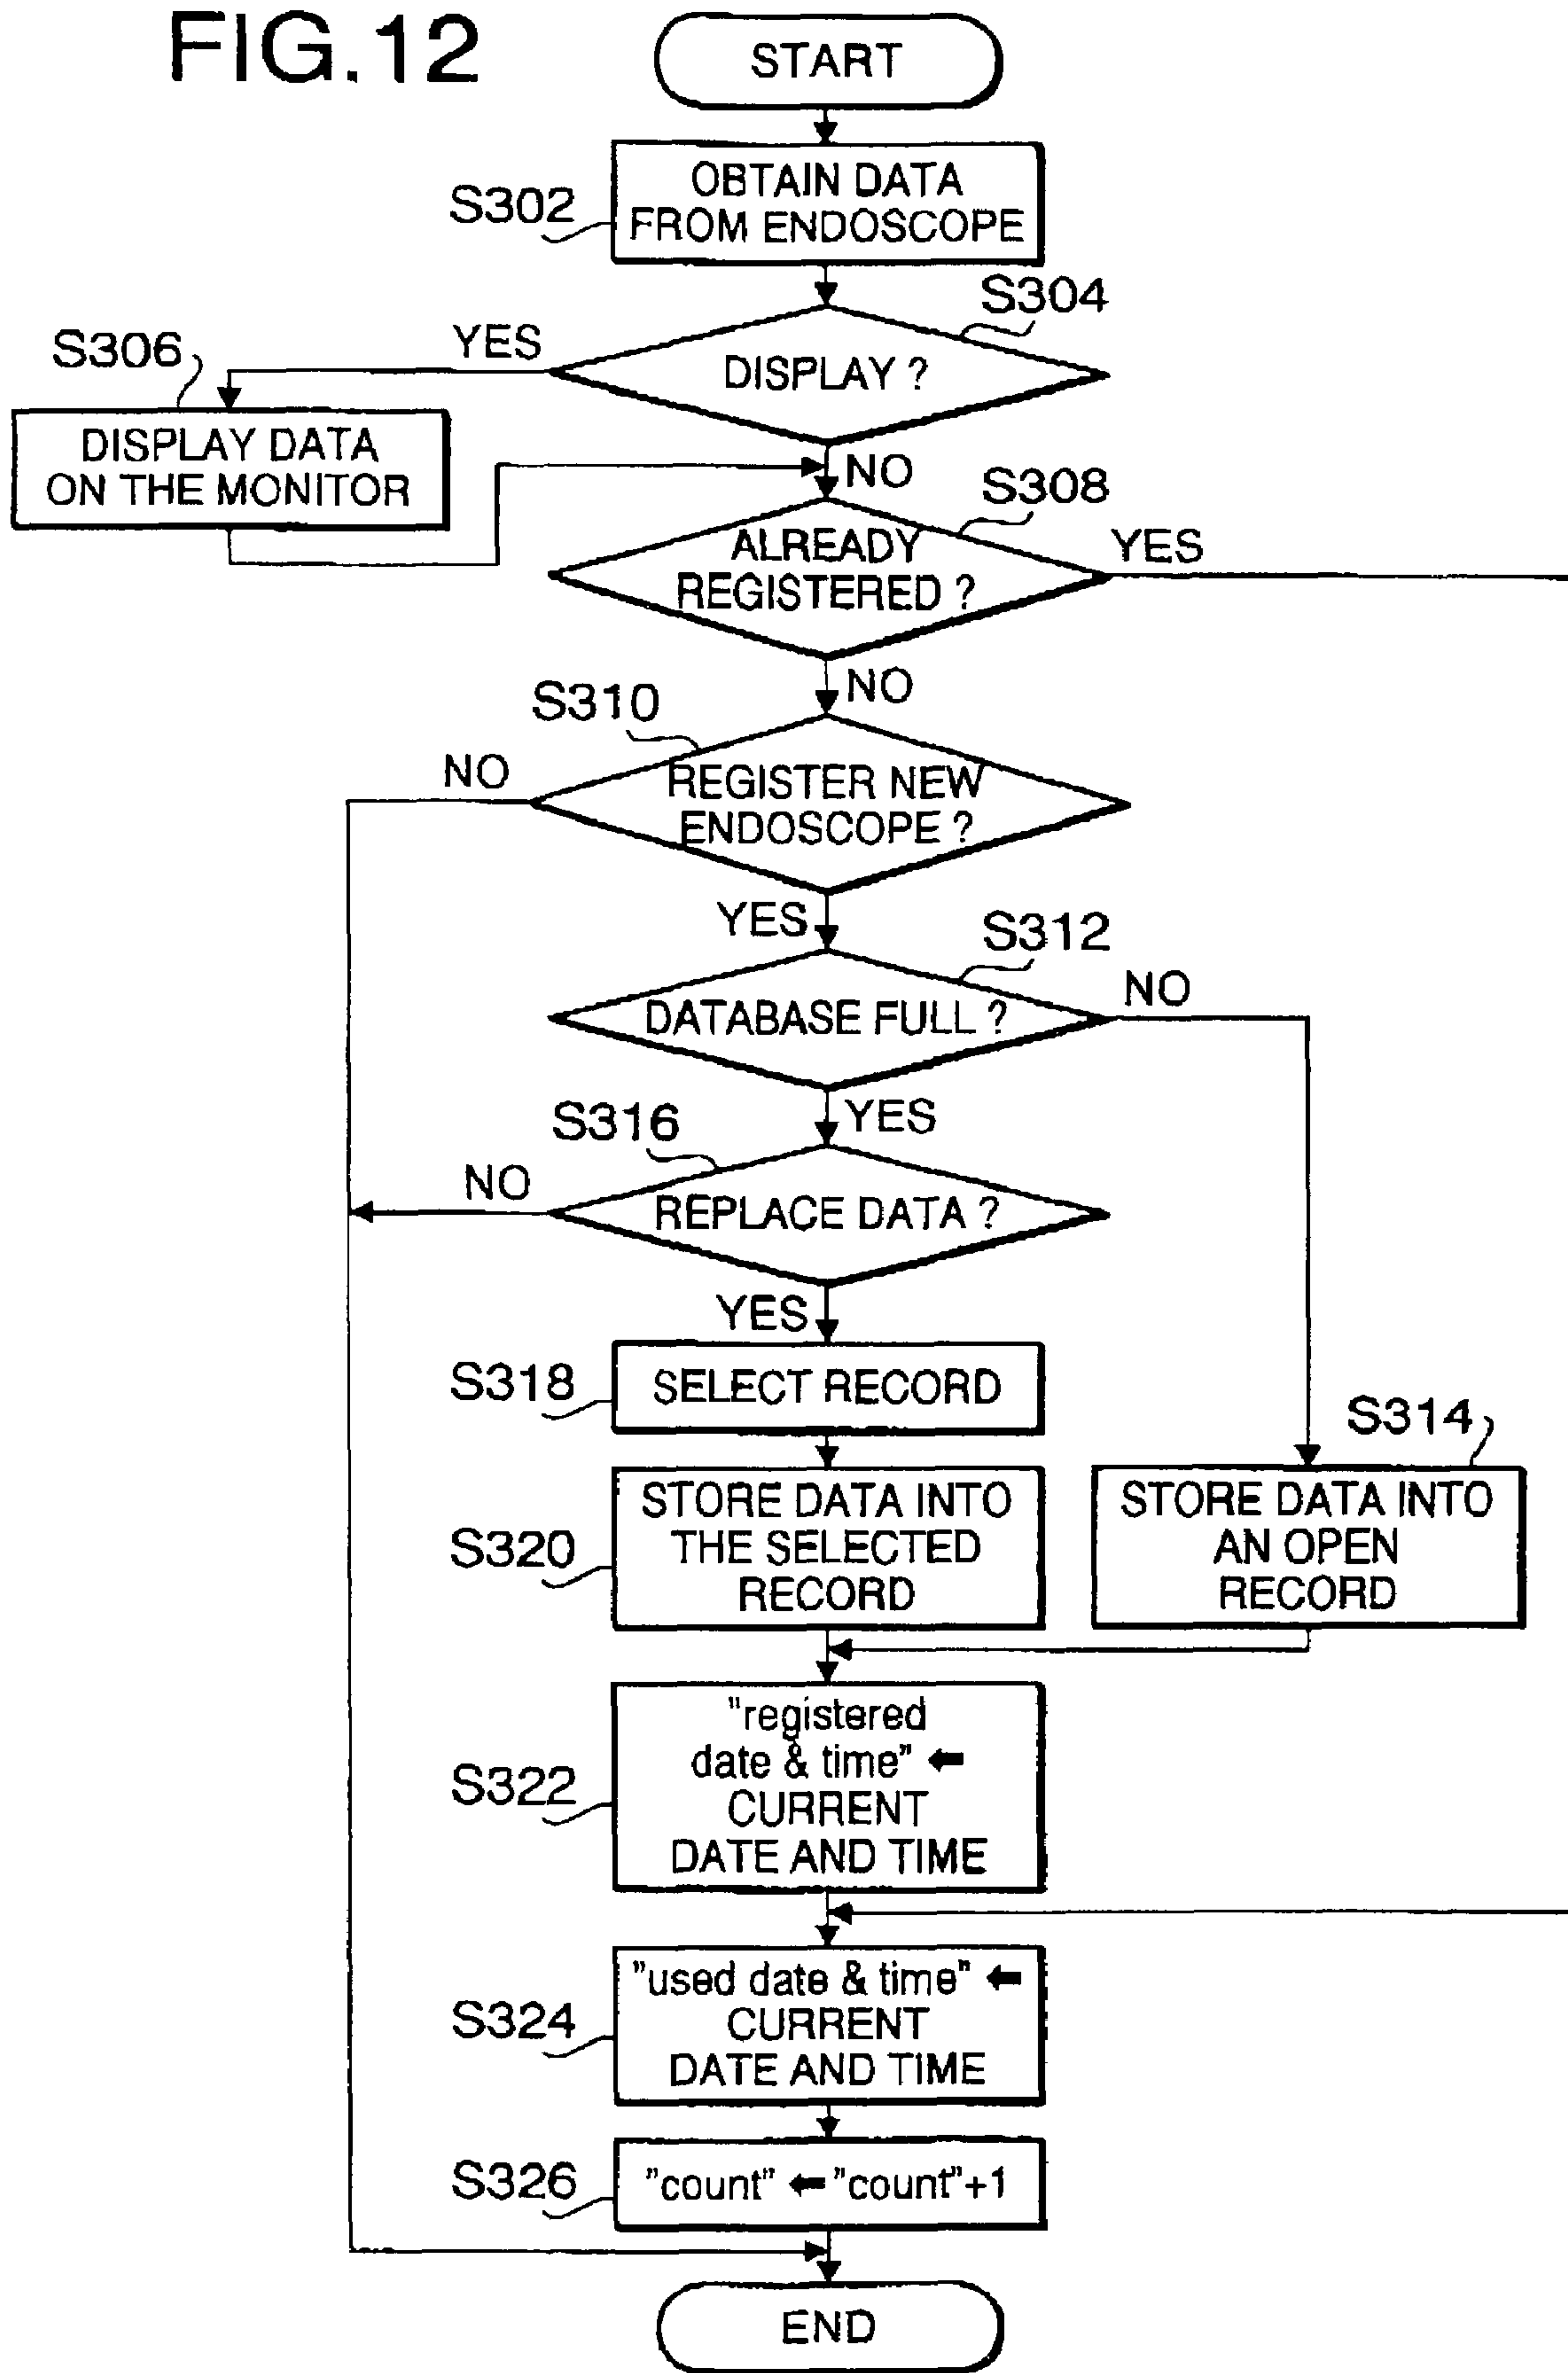 FIG.12
START
S302
OBTAIN DATA
FROM ENDOSCOPE
S304
DISPLAY ?
YES
S306
DISPLAY DATA
ON THE MONITOR
NO
S308
ALREADY
REGISTERED ?
YES
NO
S310
REGISTER NEW
ENDOSCOPE ?
NO
YES
S312
DATABASE FULL ?
NO
YES
S316
REPLACE DATA ?
NO
YES
S318
SELECT RECORD
S314
STORE DATA INTO
AN OPEN
RECORD
S320
STORE DATA INTO
THE SELECTED
RECORD
S322
"registered
date & time" ←
CURRENT
DATE AND TIME
S324
"used date & time" ←
CURRENT
DATE AND TIME
S326
"count" ← "count"+1
END